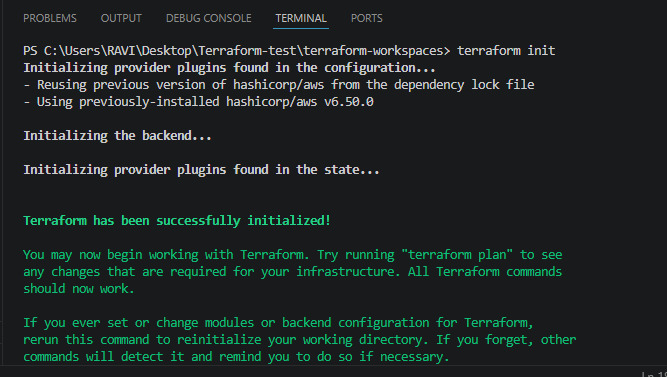 PROBLEMS OUTPUT DEBUG CONSOLE TERMINAL PORTS
PS C:\Users\RAVI\Desktop\Terraform-test\terraform-workspaces> terraform init
Initializing provider plugins found in the configuration...
- Reusing previous version of hashicorp/aws from the dependency lock file
- Using previously-installed hashicorp/aws v6.50.0
Initializing the backend...
Initializing provider plugins found in the state...
Terraform has been successfully initialized!
You may now begin working with Terraform. Try running "terraform plan" to see
any changes that are required for your infrastructure. All Terraform commands
should now work.
If you ever set or change modules or backend configuration for Terraform,
rerun this command to reinitialize your working directory. If you forget, other
commands will detect it and remind you to do so if necessary.